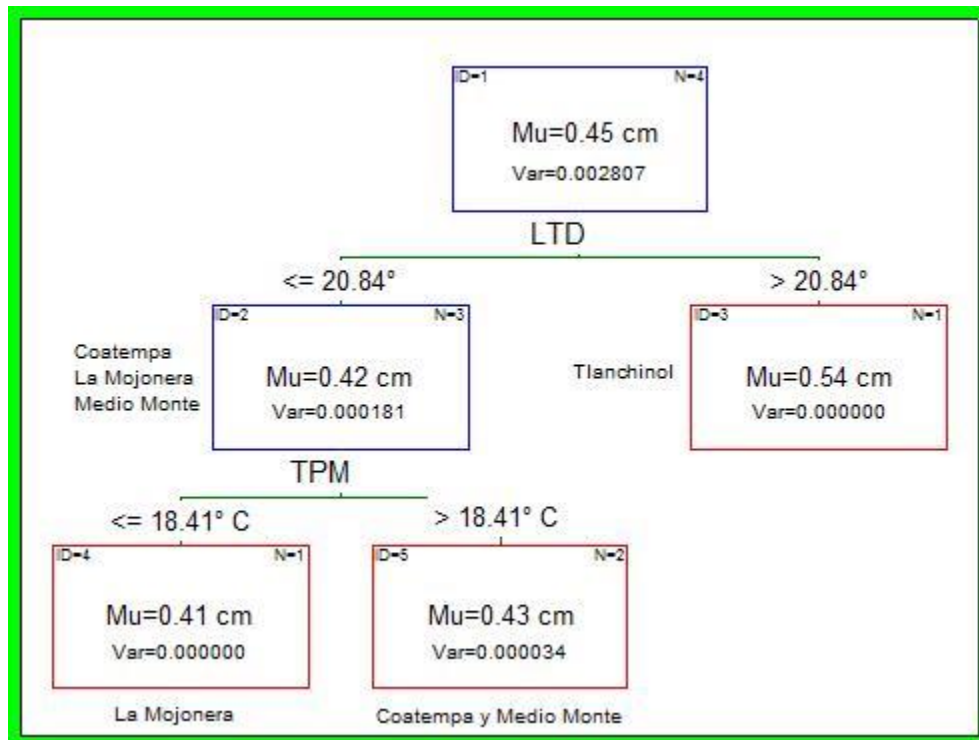 ID=1 N=4
Mu=0.45 cm
Var=0.002807
LTD
<= 20.84°
> 20.84°
ID=2 N=3
Coatempa
La Mojonera
Medio Monte
Mu=0.42 cm
Var=0.000181
Tlanchinol
ID=3 N=1
Mu=0.54 cm
Var=0.000000
TPM
<= 18.41° C
> 18.41° C
ID=4 N=1
Mu=0.41 cm
Var=0.000000
La Mojonera
ID=5 N=2
Mu=0.43 cm
Var=0.000034
Coatempa y Medio Monte